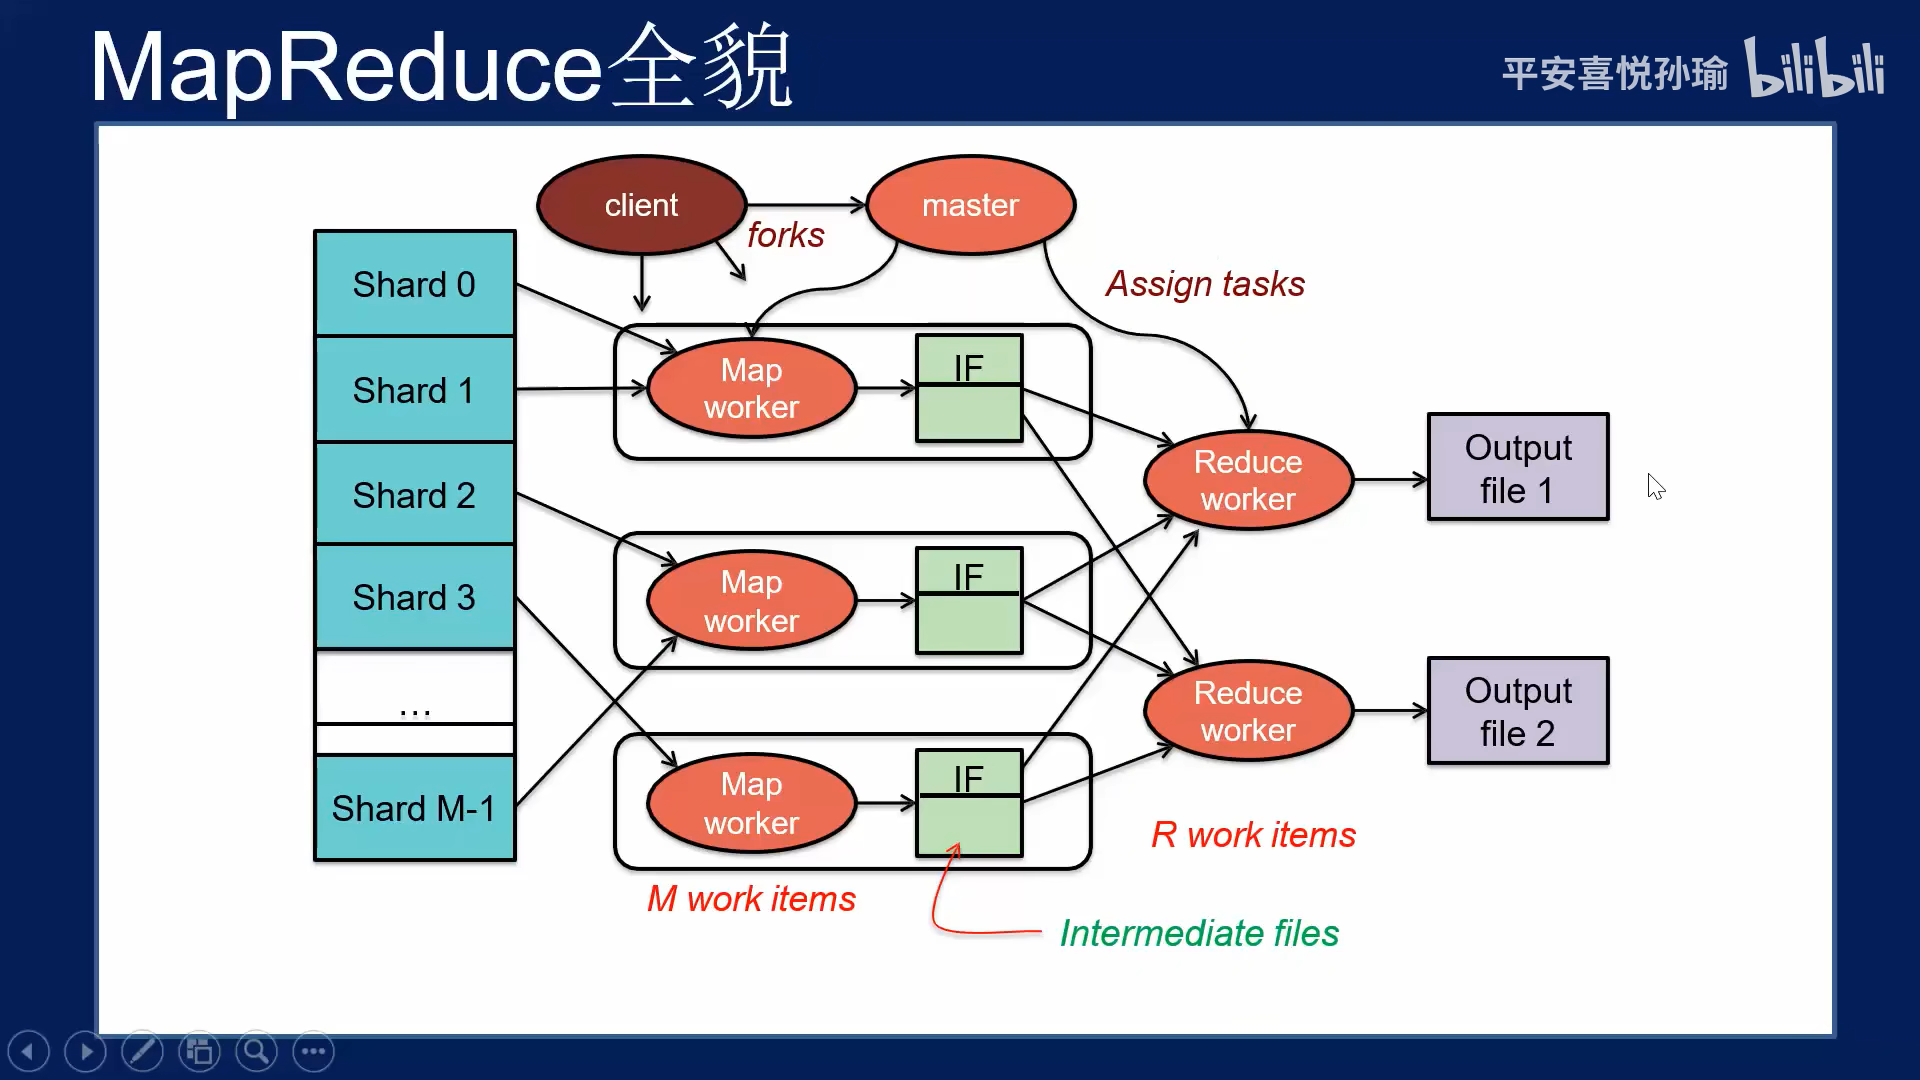 MapReduce全貌
平安喜悦孙瑜 bilibili
client
master
forks
Assign tasks
Shard 0
Shard 1
Shard 2
Shard 3
...
Shard M-1
Map
worker
IF
Map
worker
IF
Map
worker
IF
Reduce
worker
Reduce
worker
Output
file 1
Output
file 2
R work items
M work items
Intermediate files